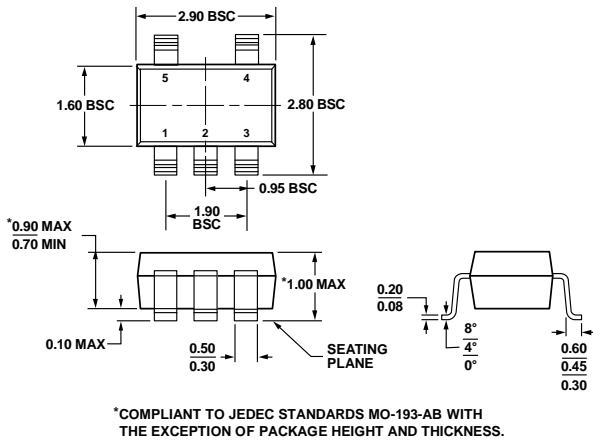 2.90 BSC
5 4
1.60 BSC
2.80 BSC
1 2 3
0.95 BSC
1.90
BSC
*0.90 MAX
0.70 MIN
*1.00 MAX
0.20
0.08
0.10 MAX
0.50
0.30
SEATING
PLANE
8°
4°
0°
0.60
0.45
0.30
*COMPLIANT TO JEDEC STANDARDS MO-193-AB WITH
THE EXCEPTION OF PACKAGE HEIGHT AND THICKNESS.